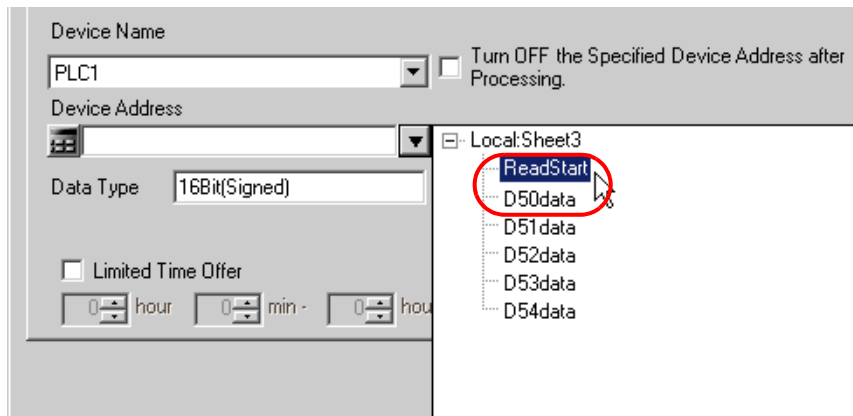 Device Name
PLC1
Turn OFF the Specified Device Address after
Processing.
Device Address
Local:Sheet3
ReadStart
Data Type 16Bit(Signed)
D50data
D51data
D52data
Limited Time Offer
D53data
0 hour 0 min - 0 hou
D54data